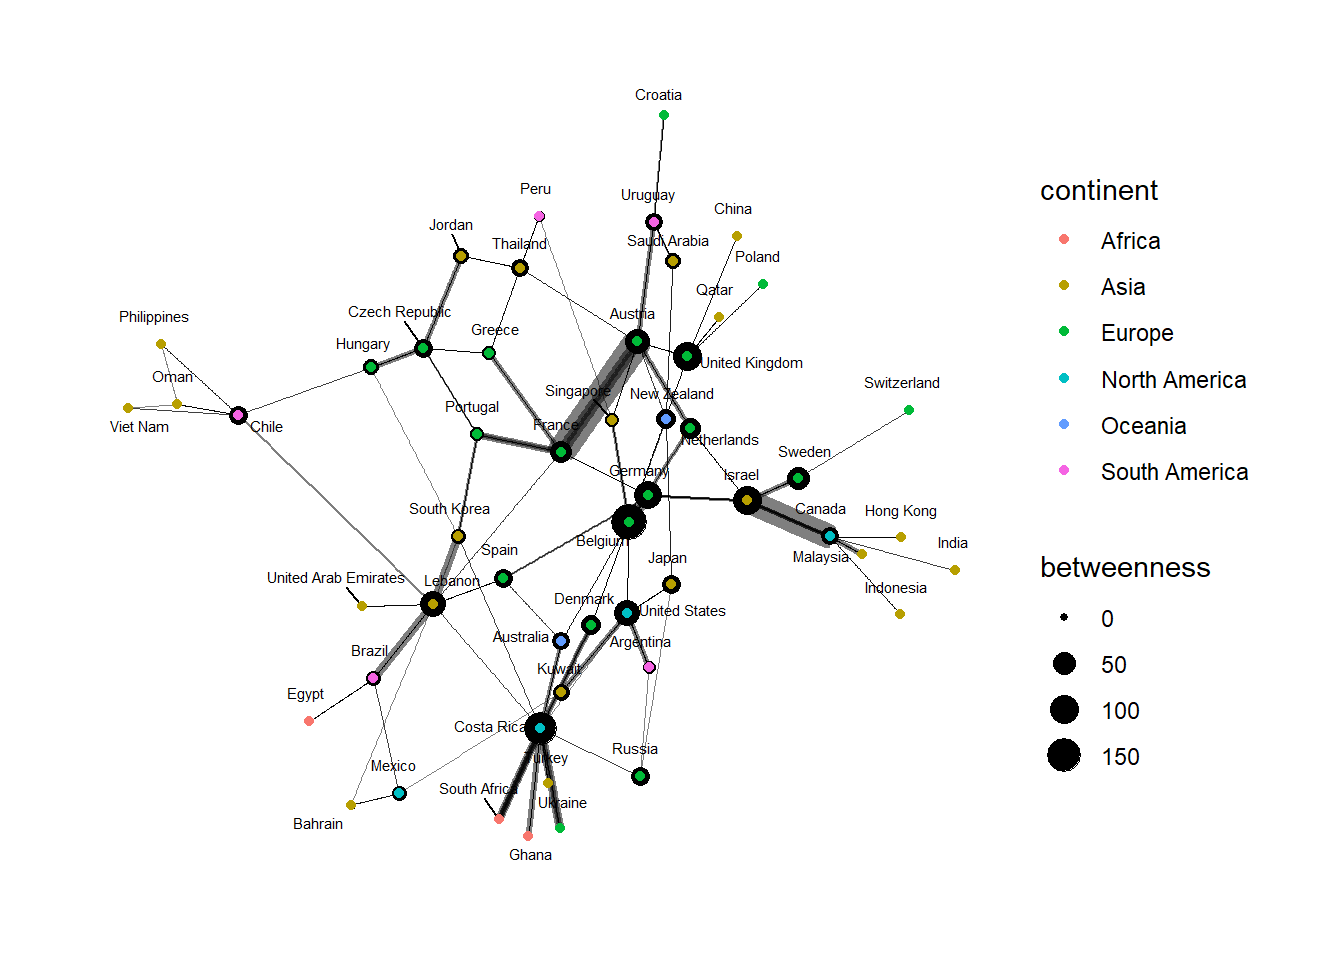 Croatia
Peru
Uruguay
China
Jordan
Thailand
Saudi Arabia
Poland
Qatar
Czech Republic
Austria
Philippines
Greece
Hungary
United Kingdom
Oman
Singapore
New Zealand
Switzerland
Portugal
Viet Nam
Chile
France
Netherlands
Sweden
Germany
Israel
South Korea
Canada
Hong Kong
Belgium
India
Spain
Japan
Malaysia
United Arab Emirates
Lebanon
Indonesia
Denmark
United States
Australia
Argentina
Brazil
Kuwait
Egypt
Costa Rica
Russia
Turkey
Mexico
South Africa
Ukraine
Bahrain
Ghana
continent
Africa
Asia
Europe
North America
Oceania
South America
betweenness
0
50
100
150